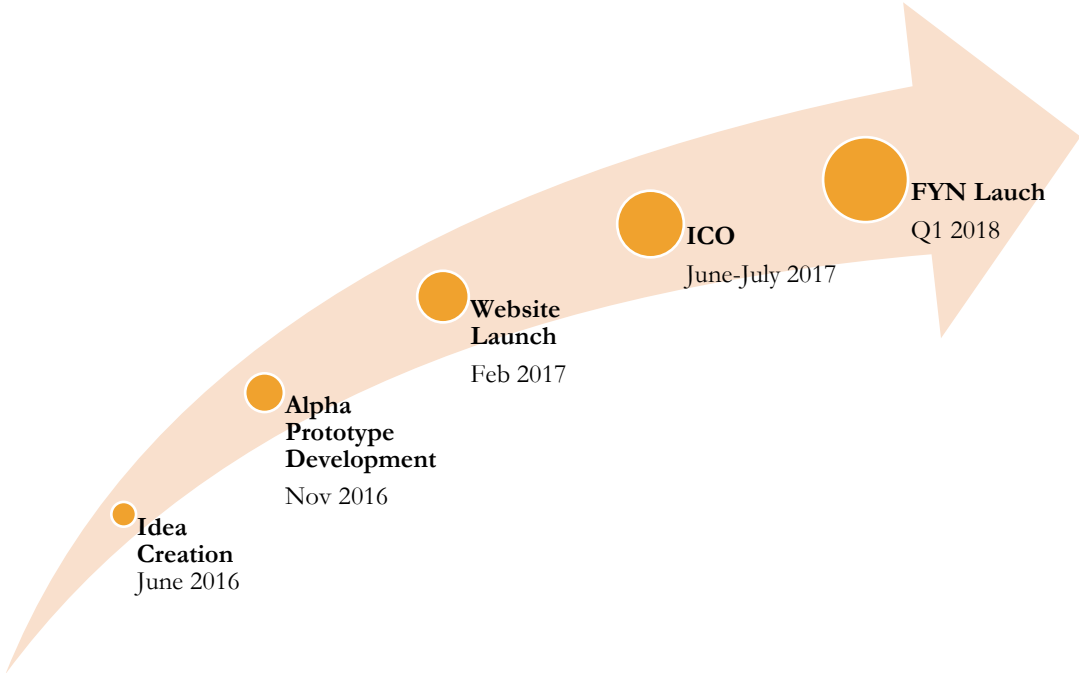 Idea
Creation
June 2016
Alpha
Prototype
Development
Nov 2016
Website
Launch
Feb 2017
ICO
June-July 2017
FYN Lauch
Q1 2018